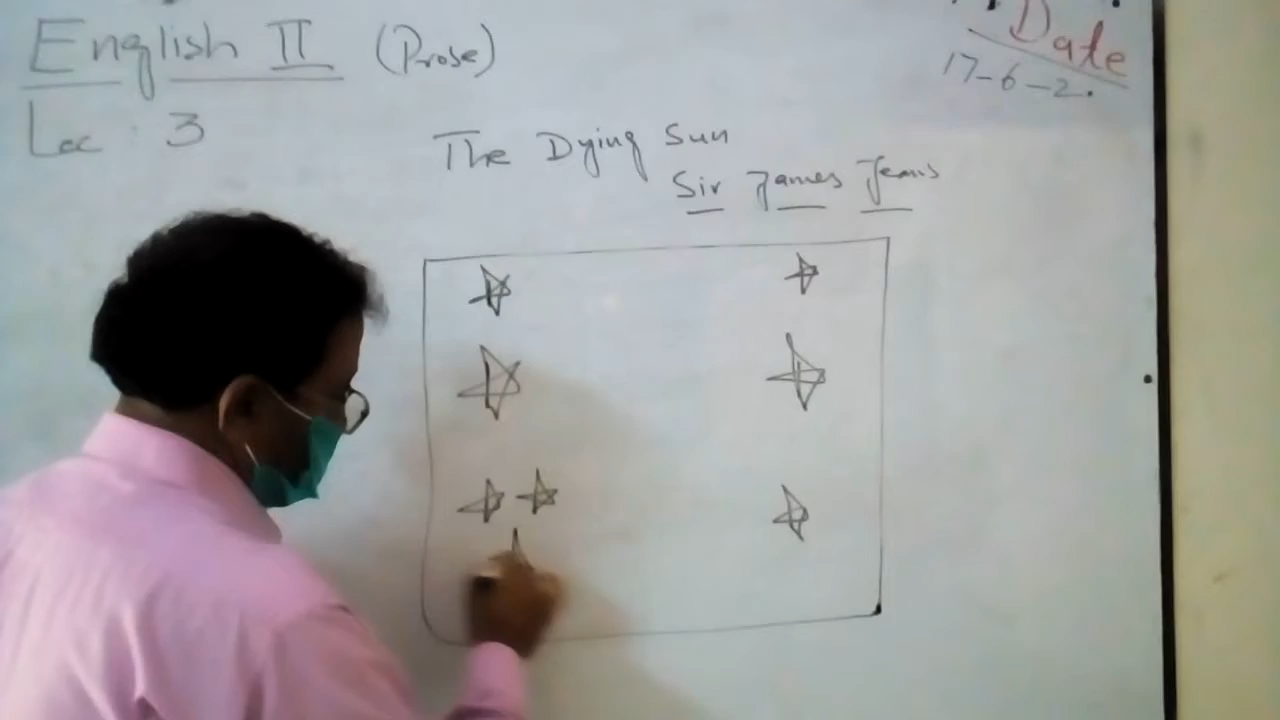 English II (Prose)
Date
17-6-2.
Lec : 3
The Dying Sun
Sir James Jeans